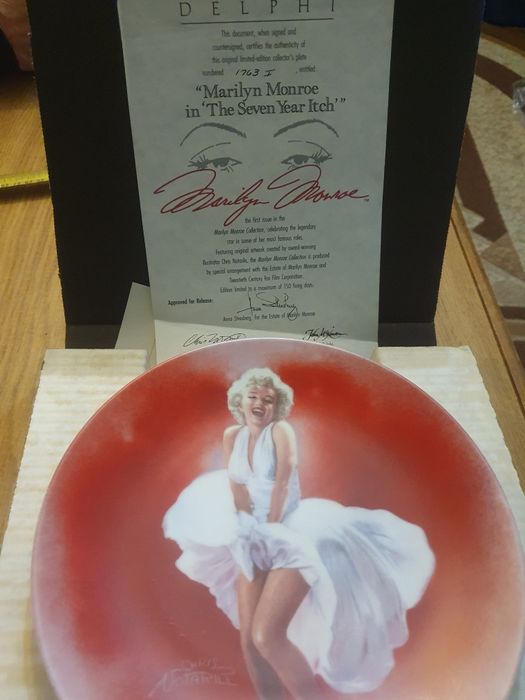 DELPHI
This document, when signed and
countersigned, certifies the authenticity of
this original limited-edition collector's plate
numbered 1763 I , entitled:
"Marilyn Monroe
in 'The Seven Year Itch'"
Marilyn Monroe™
the first issue in the
Marilyn Monroe Collection, celebrating the legendary
star in some of her most famous roles.
Featuring original artwork created by award-winning
illustrator Chris Notarile, the Marilyn Monroe Collection is produced
by special arrangement with the Estate of Marilyn Monroe and
Twentieth Century Fox Film Corporation.
Edition limited to a maximum of 150 firing days.
Approved for Release: Anna Strasberg
Anna Strasberg, for the Estate of Marilyn Monroe
CHRIS
NOTARILE